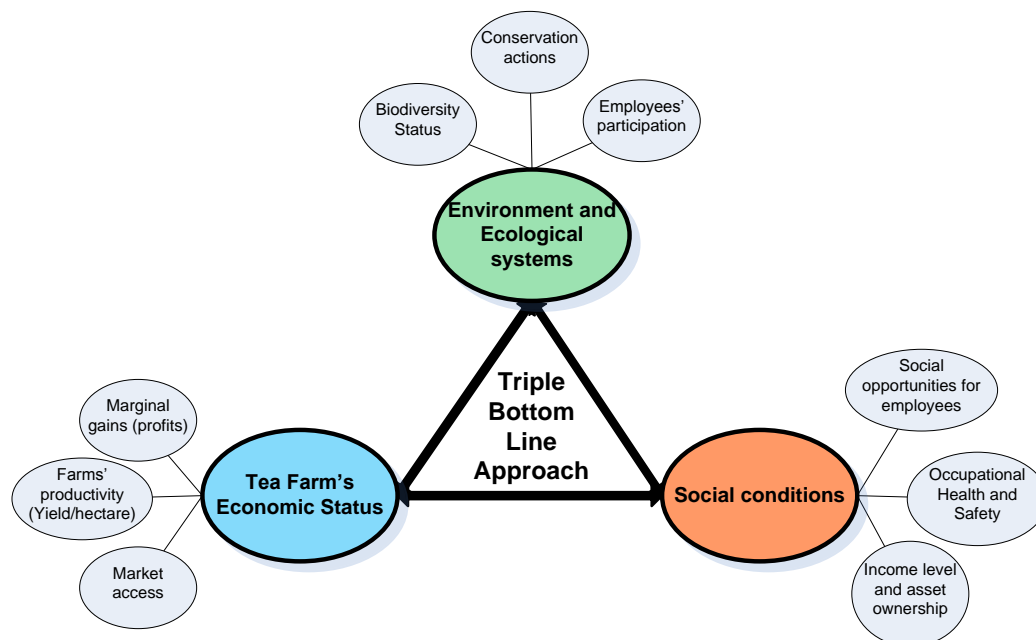 Conservation
actions
Biodiversity
Status
Employees’
participation
Environment and
Ecological
systems
Triple
Bottom
Line
Approach
Marginal
gains (profits)
Farms’
productivity
(Yield/hectare)
Market
access
Tea Farm’s
Economic Status
Social conditions
Social
opportunities for
employees
Occupational
Health and
Safety
Income level
and asset
ownership